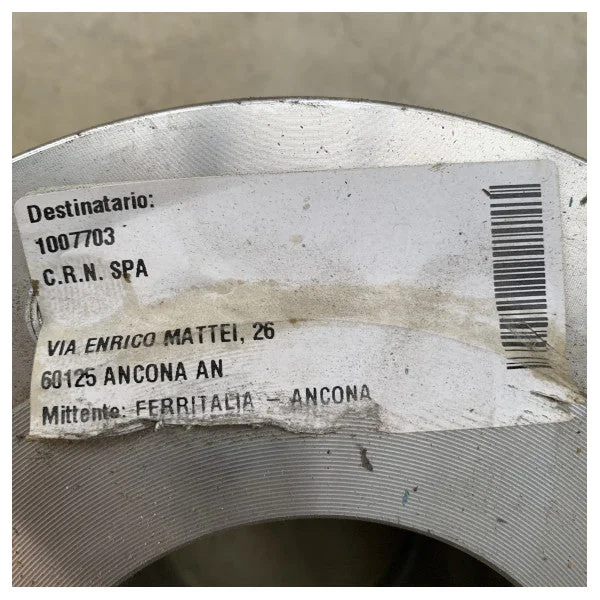 Destinatario:
1007703
C.R.N. SPA
VIA ENRICO MATTEI, 26
60125 ANCONA AN
Mittente: FERRITALIA - ANCONA